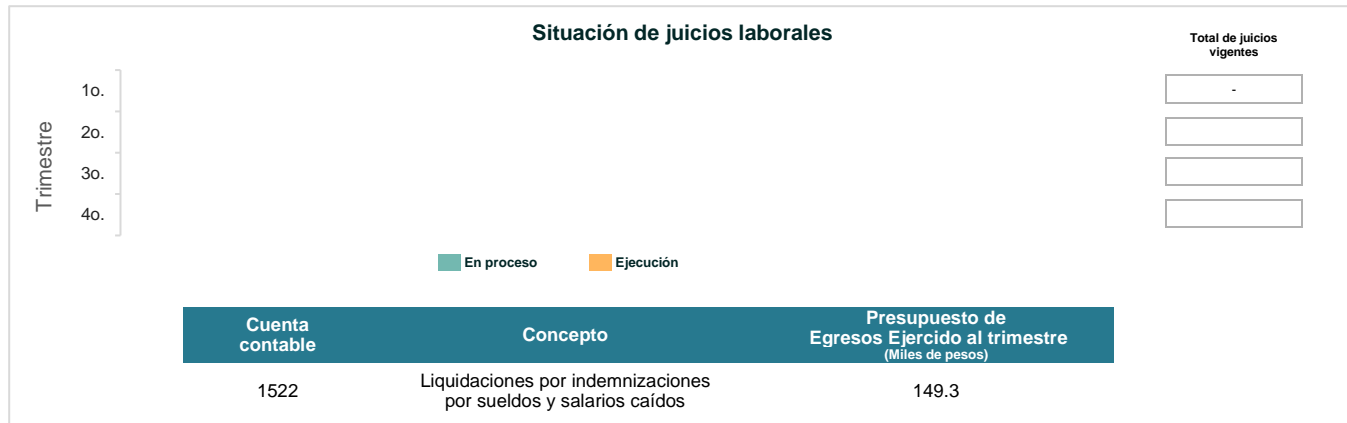 Situación de juicios laborales
Total de juicios
vigentes
Trimestre
1o.
-
2o.
3o.
4o.
En proceso
Ejecución
Cuenta
contable
Concepto
Presupuesto de
Egresos Ejercido al trimestre
(Miles de pesos)
1522
Liquidaciones por indemnizaciones
por sueldos y salarios caídos
149.3